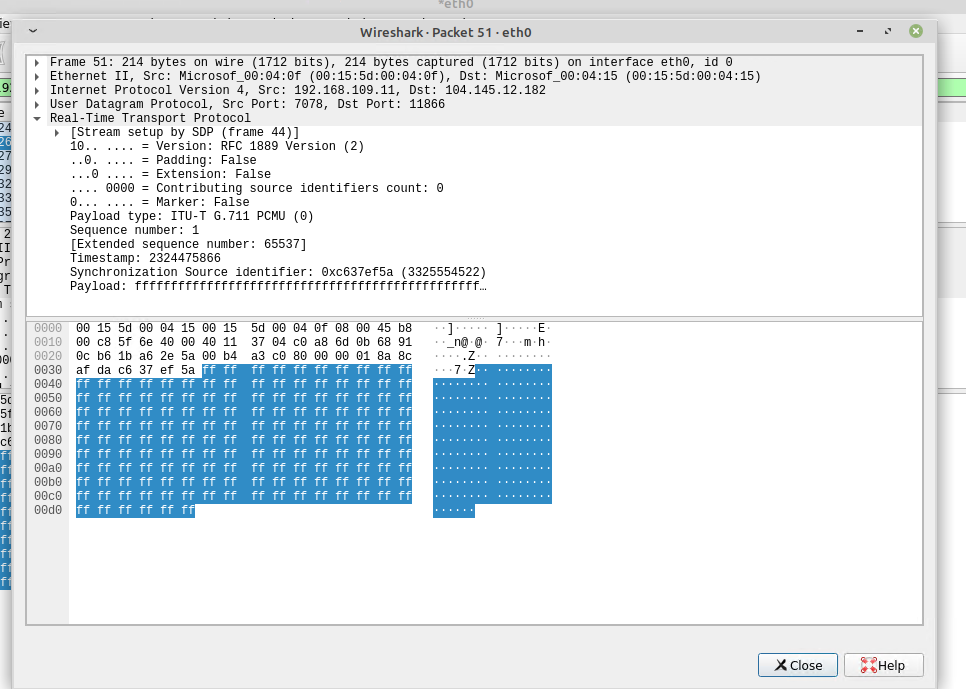 *eth0
Wireshark · Packet 51 · eth0
Frame 51: 214 bytes on wire (1712 bits), 214 bytes captured (1712 bits) on interface eth0, id 0
Ethernet II, Src: Microsof_00:04:0f (00:15:5d:00:04:0f), Dst: Microsof_00:04:15 (00:15:5d:00:04:15)
Internet Protocol Version 4, Src: 192.168.109.11, Dst: 104.145.12.182
User Datagram Protocol, Src Port: 7078, Dst Port: 11866
Real-Time Transport Protocol
[Stream setup by SDP (frame 44)]
10.. .... = Version: RFC 1889 Version (2)
..0. .... = Padding: False
...0 .... = Extension: False
.... 0000 = Contributing source identifiers count: 0
0... .... = Marker: False
Payload type: ITU-T G.711 PCMU (0)
Sequence number: 1
[Extended sequence number: 65537]
Timestamp: 2324475866
Synchronization Source identifier: 0xc637ef5a (3325554522)
Payload: ffffffffffffffffffffffffffffffffffffffffffffffff…
0000 00 15 5d 00 04 15 00 15 5d 00 04 0f 08 00 45 b8 ··]····· ]·····E·
0010 00 c8 5f 6e 40 00 40 11 37 04 c0 a8 6d 0b 68 91 ··_n@·@· 7···m·h·
0020 0c b6 1b a6 2e 5a 00 b4 a3 c0 80 00 00 01 8a 8c ····.Z·· ········
0030 af da c6 37 ef 5a ff ff ff ff ff ff ff ff ff ff ···7·Z·· ········
0040 ff ff ff ff ff ff ff ff ff ff ff ff ff ff ff ff ········ ········
0050 ff ff ff ff ff ff ff ff ff ff ff ff ff ff ff ff ········ ········
0060 ff ff ff ff ff ff ff ff ff ff ff ff ff ff ff ff ········ ········
0070 ff ff ff ff ff ff ff ff ff ff ff ff ff ff ff ff ········ ········
0080 ff ff ff ff ff ff ff ff ff ff ff ff ff ff ff ff ········ ········
0090 ff ff ff ff ff ff ff ff ff ff ff ff ff ff ff ff ········ ········
00a0 ff ff ff ff ff ff ff ff ff ff ff ff ff ff ff ff ········ ········
00b0 ff ff ff ff ff ff ff ff ff ff ff ff ff ff ff ff ········ ········
00c0 ff ff ff ff ff ff ff ff ff ff ff ff ff ff ff ff ········ ········
00d0 ff ff ff ff ff ff ······
Close Help